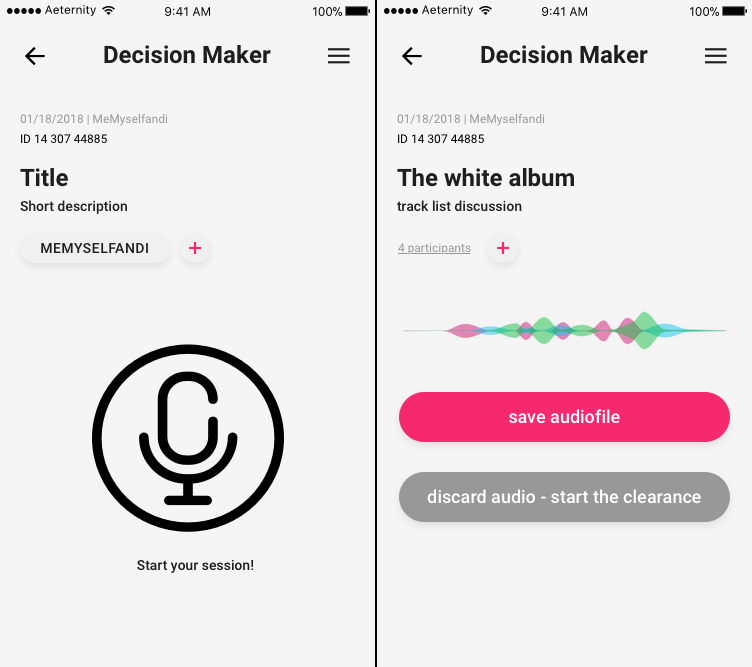 Aeternity 9:41 AM 100%
Decision Maker
01/18/2018 | MeMyselfandi
ID 14 307 44885
Title
Short description
MEMYSELFANDI +
Start your session!
Aeternity 9:41 AM 100%
Decision Maker
01/18/2018 | MeMyselfandi
ID 14 307 44885
The white album
track list discussion
4 participants +
save audiofile
discard audio - start the clearance